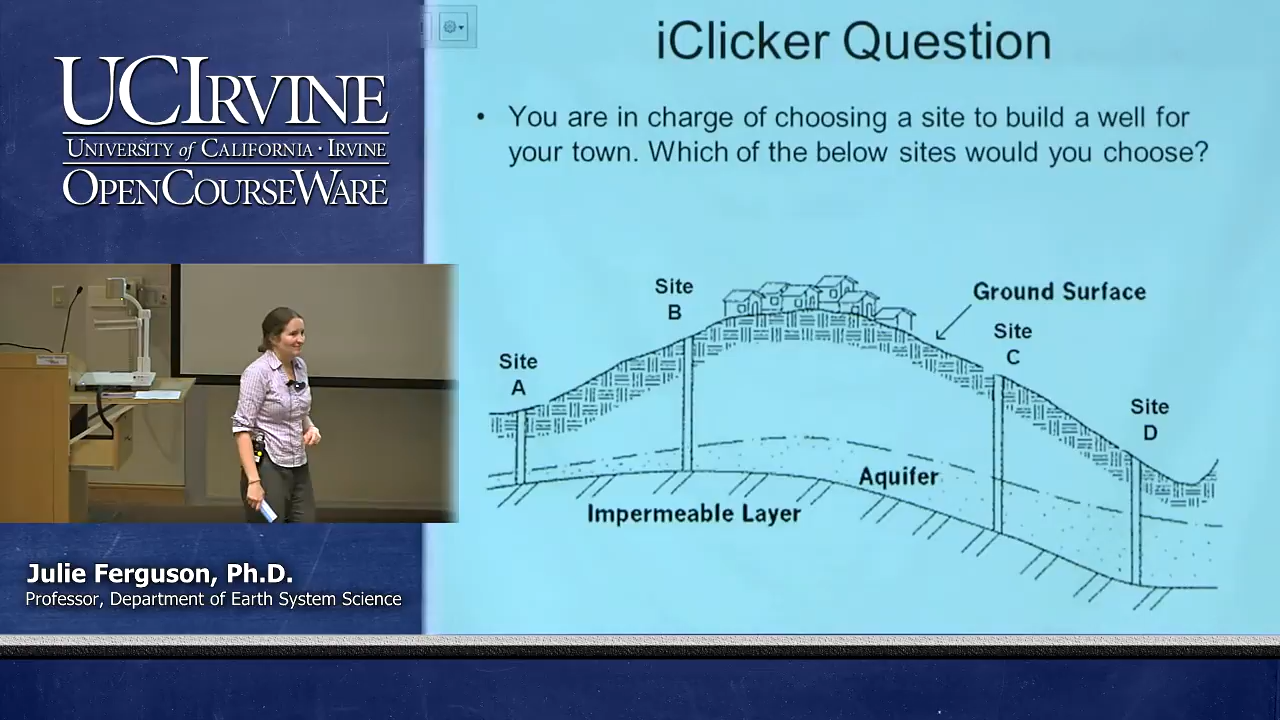 UCIRVINE
UNIVERSITY of CALIFORNIA · IRVINE
OPENCOURSEWARE
iClicker Question
• You are in charge of choosing a site to build a well for
your town. Which of the below sites would you choose?
Site
A
Site
B
Ground Surface
Site
C
Site
D
Aquifer
Impermeable Layer
Julie Ferguson, Ph.D.
Professor, Department of Earth System Science